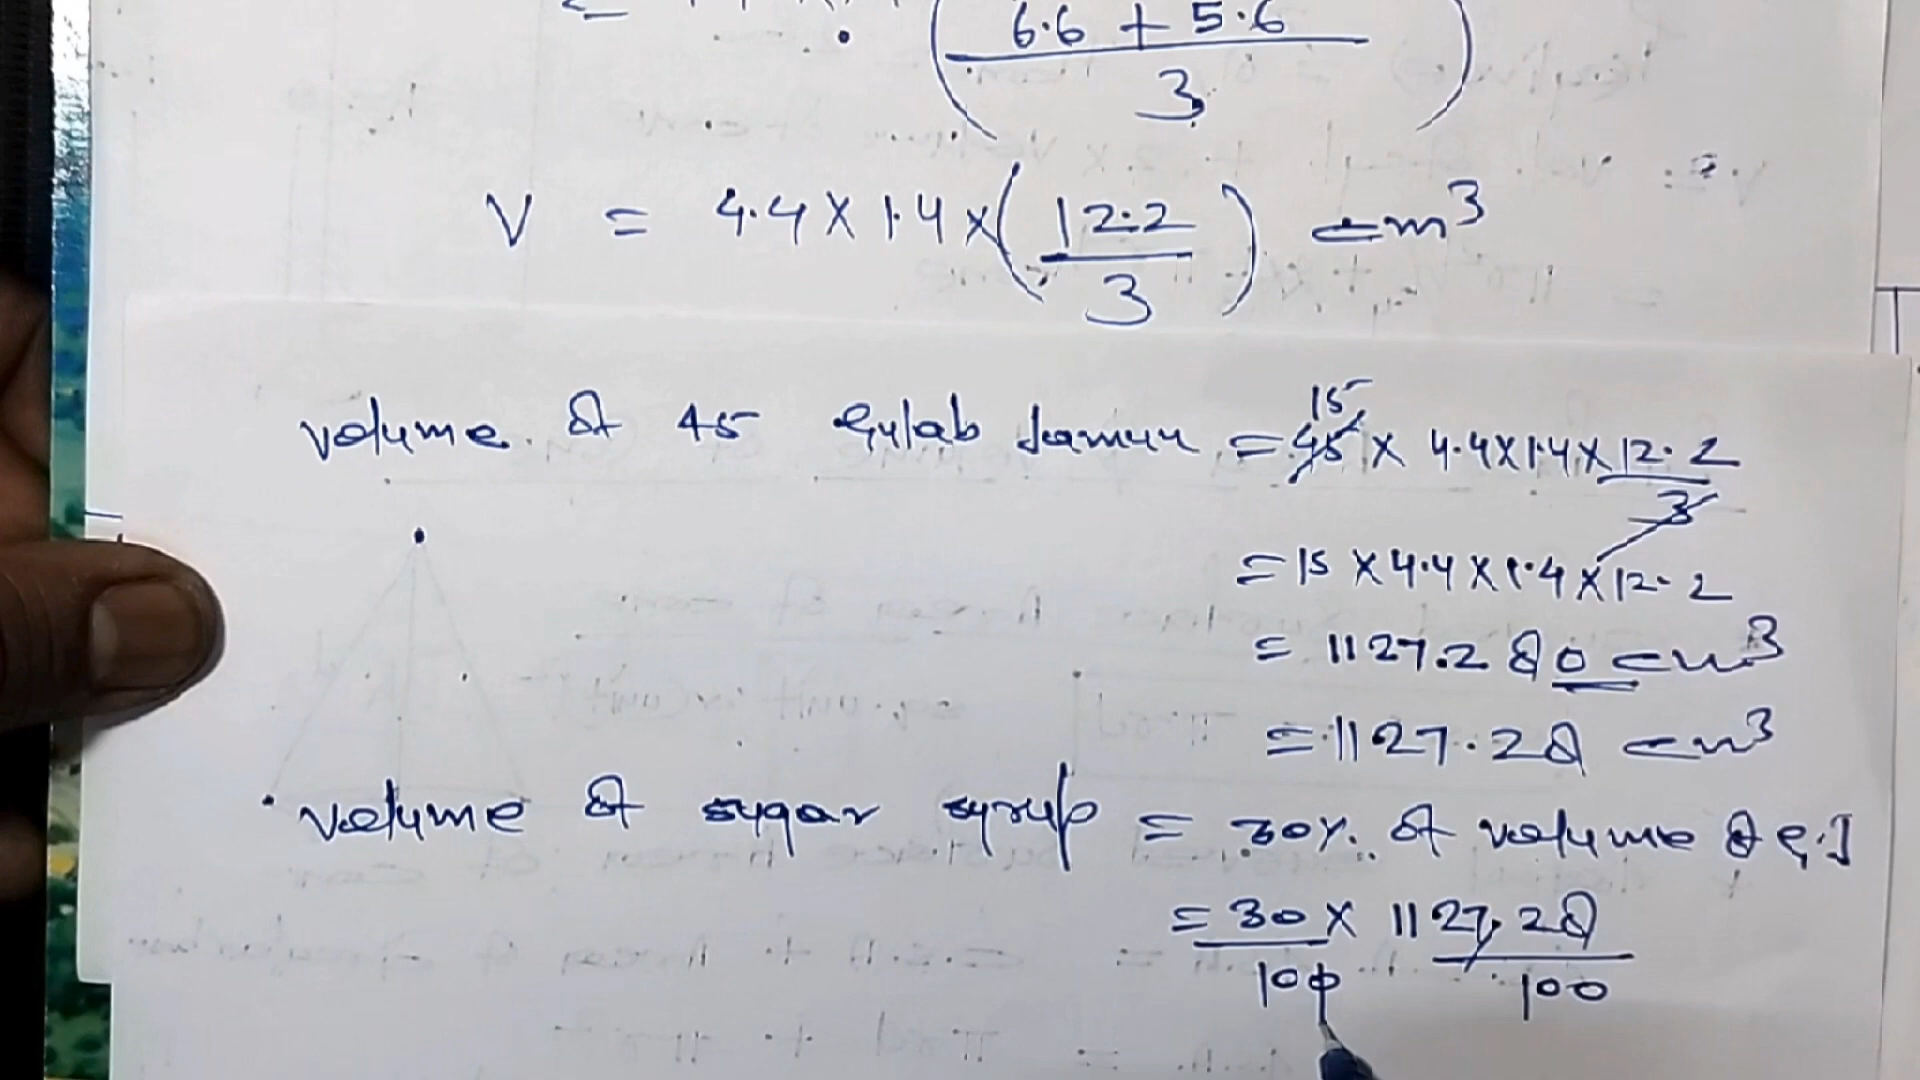 ( 6.6 + 5.6 / 3 )
V = 4.4 X 1.4 X ( 12.2 / 3 ) cm³
volume of 45 Gulab Jamun = 45 15 X 4.4 X 1.4 X 12.2 / 3
= 15 X 4.4 X 1.4 X 12.2
= 1127.280 cm³
= 1127.28 cm³
volume of sugar syrup = 30%. of volume of G.J
= 30 / 100 X 1127.28 / 100